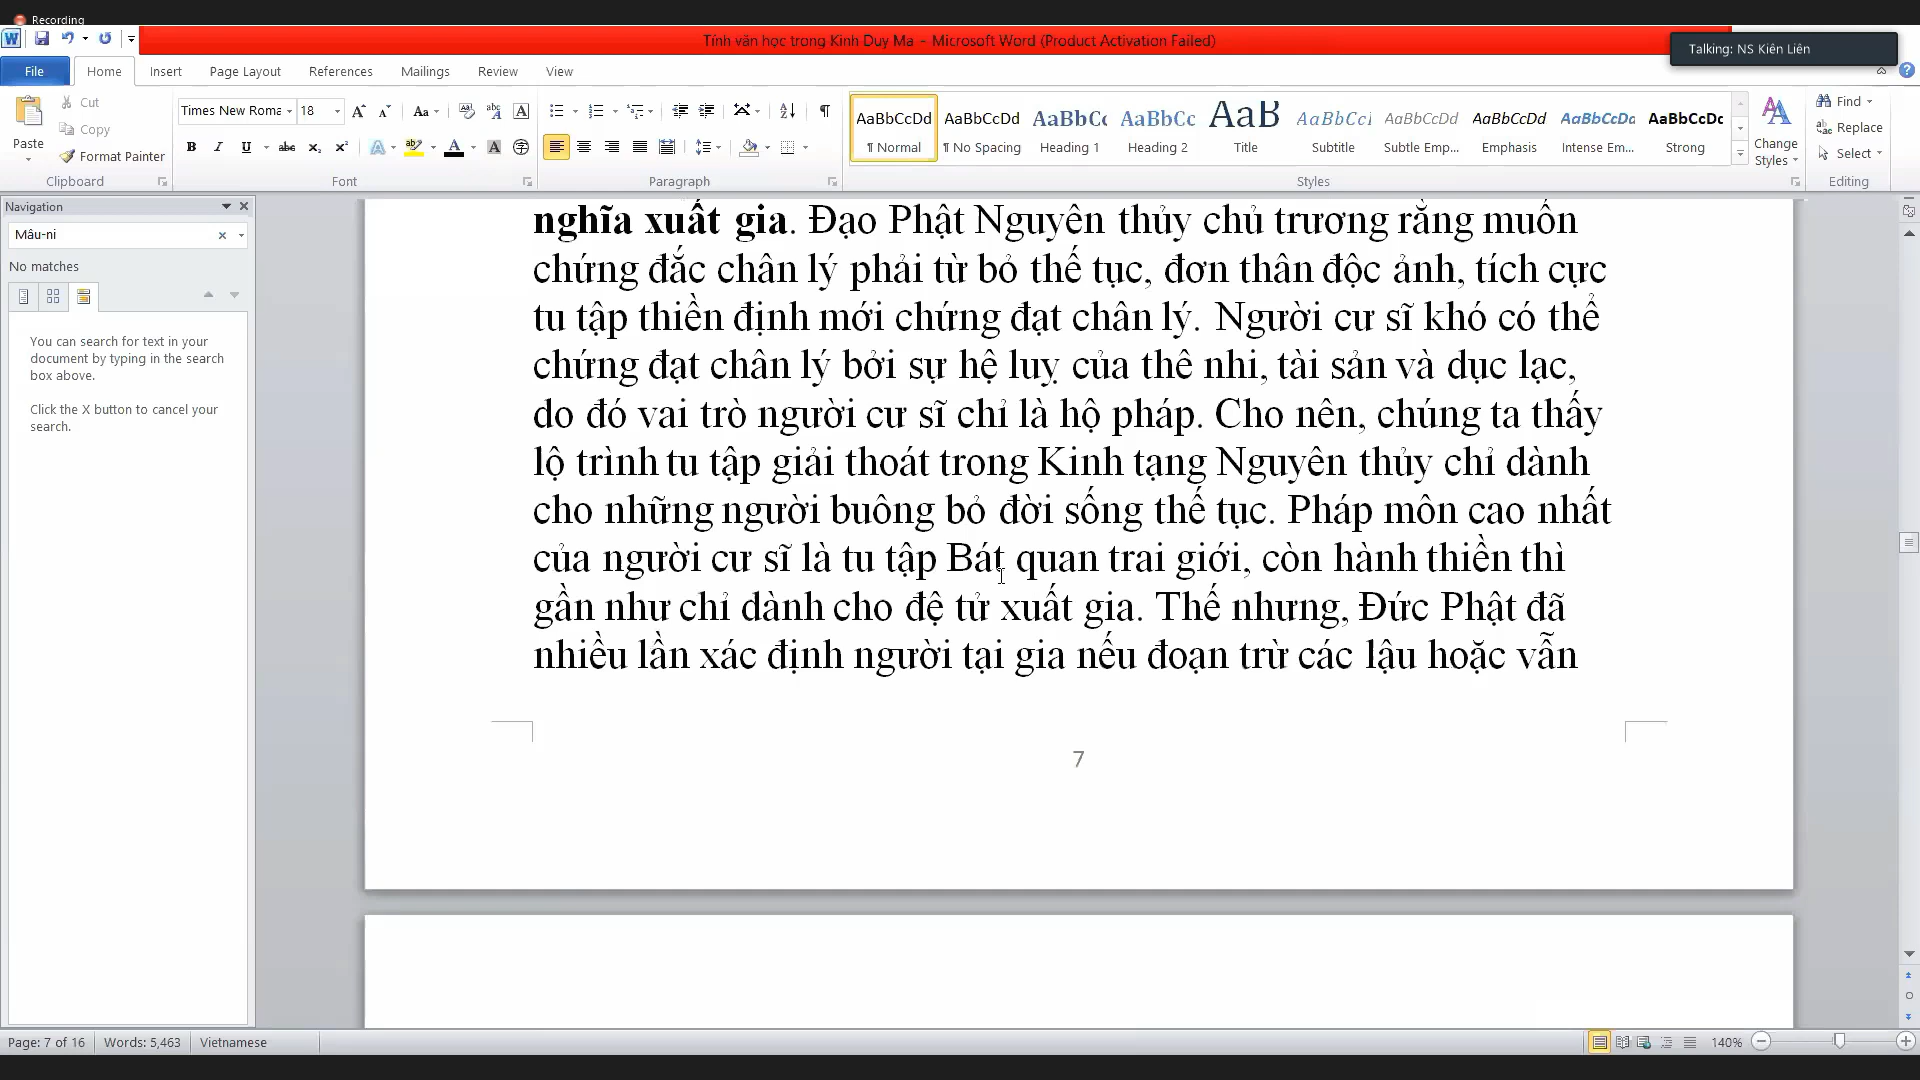 Recording
Tính văn học trong Kinh Duy Ma - Microsoft Word (Product Activation Failed)
Talking: NS Kiên Liên
File Home Insert Page Layout References Mailings Review View
Paste
Cut
Copy
Format Painter
Clipboard
Times New Roma 18
Font
Paragraph
AaBbCcDd AaBbCcDd AaBbCc AaBbCc AaB AaBbCcI AaBbCcDd AaBbCcDd AaBbCcDd AaBbCcDc
¶ Normal ¶ No Spacing Heading 1 Heading 2 Title Subtitle Subtle Emp... Emphasis Intense Em... Strong
Change Styles
Styles
Find
Replace
Select
Editing
Navigation
Mâu-ni
No matches
You can search for text in your
document by typing in the search
box above.
Click the X button to cancel your
search.
nghĩa xuất gia. Đạo Phật Nguyên thủy chủ trương rằng muốn
chứng đắc chân lý phải từ bỏ thế tục, đơn thân độc ảnh, tích cực
tu tập thiền định mới chứng đạt chân lý. Người cư sĩ khó có thể
chứng đạt chân lý bởi sự hệ luỵ của thê nhi, tài sản và dục lạc,
do đó vai trò người cư sĩ chỉ là hộ pháp. Cho nên, chúng ta thấy
lộ trình tu tập giải thoát trong Kinh tạng Nguyên thủy chỉ dành
cho những người buông bỏ đời sống thế tục. Pháp môn cao nhất
của người cư sĩ là tu tập Bát quan trai giới, còn hành thiền thì
gần như chỉ dành cho đệ tử xuất gia. Thế nhưng, Đức Phật đã
nhiều lần xác định người tại gia nếu đoạn trừ các lậu hoặc vẫn
7
Page: 7 of 16 Words: 5,463 Vietnamese
140%